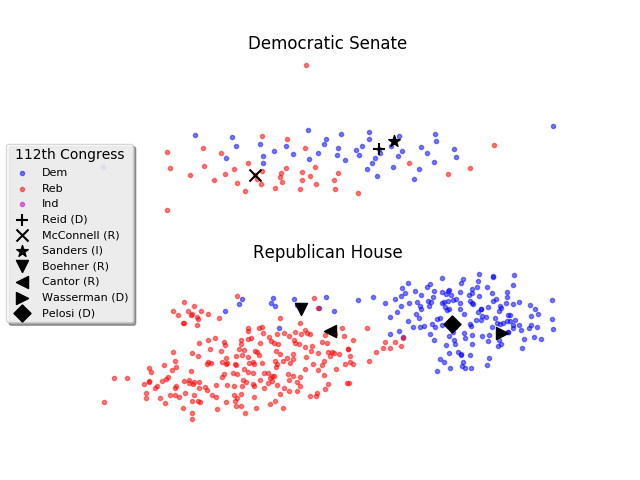 Democratic Senate
112th Congress
Dem
Reb
Ind
Reid (D)
McConnell (R)
Sanders (I)
Boehner (R)
Cantor (R)
Wasserman (D)
Pelosi (D)
Republican House